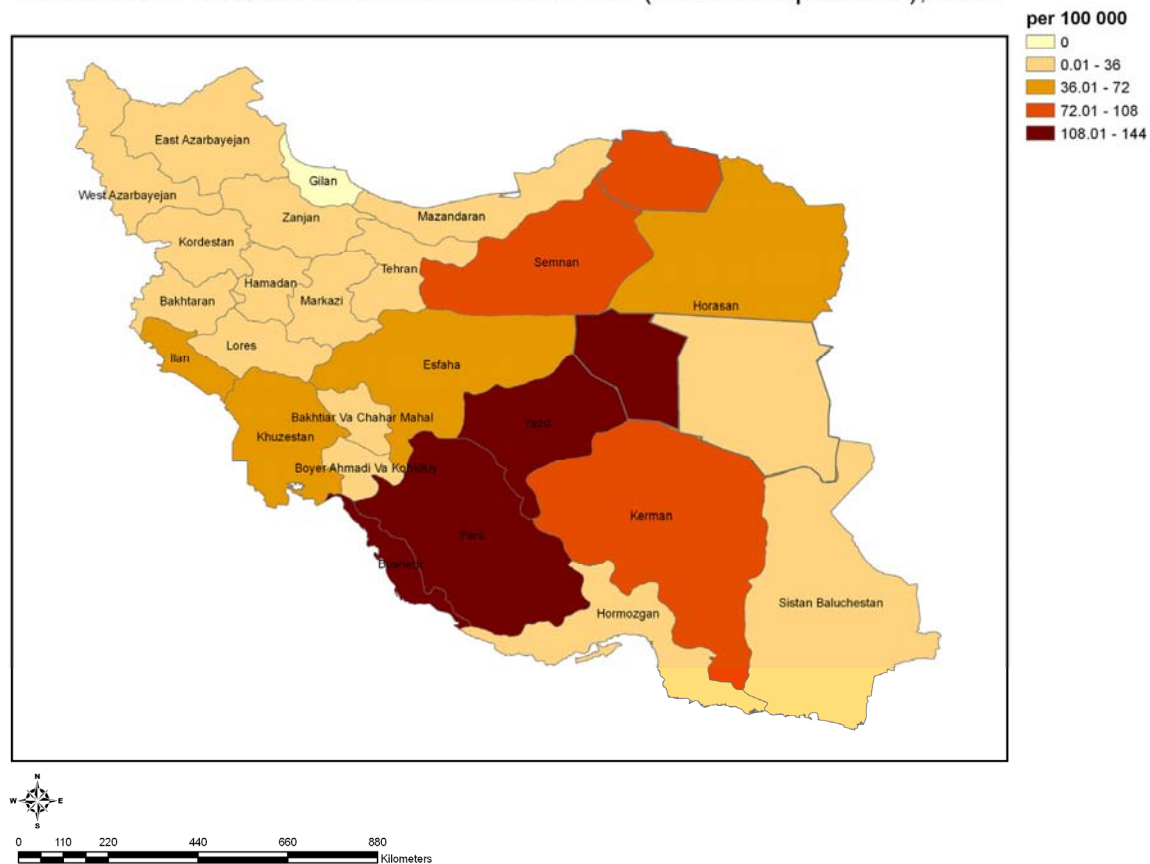 per 100 000
0
0.01 - 36
36.01 - 72
72.01 - 108
108.01 - 144
East Azarbayejan
Gilan
West Azarbayejan
Zanjan
Mazandaran
Kordestan
Semnan
Tehran
Hamadan
Bakhtaran
Markazi
Horasan
Lores
Ilan
Esfaha
Bakhtiar Va Chahar Mahal
Yazd
Khuzestan
Boyer Ahmadi Va Kohkiluy
Kerman
Fars
Bushehr
Sistan Baluchestan
Hormozgan
N
W E
S
0 110 220 440 660 880
Kilometers